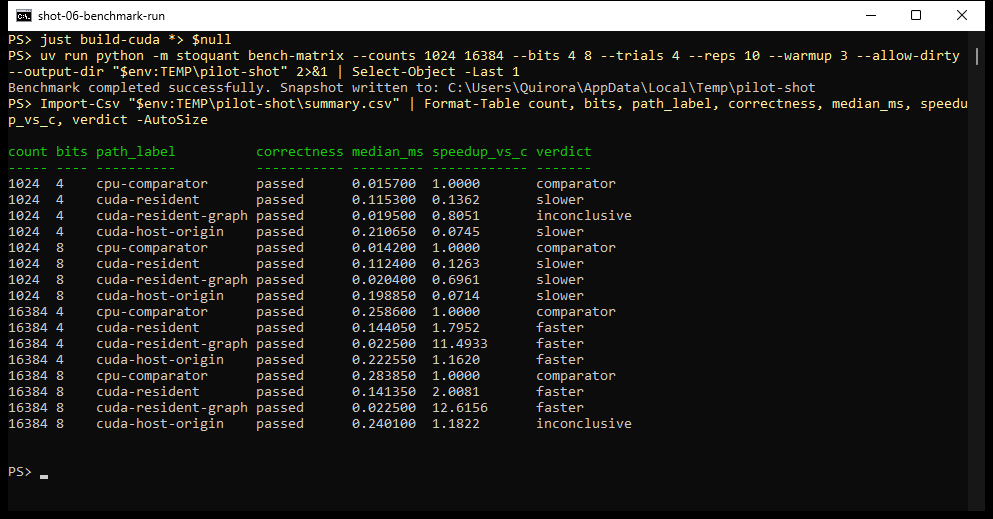 shot-06-benchmark-run
PS> just build-cuda *> $null
PS> uv run python -m stoquant bench-matrix --counts 1024 16384 --bits 4 8 --trials 4 --reps 10 --warmup 3 --allow-dirty
--output-dir "$env:TEMP\pilot-shot" 2>&1 | Select-Object -Last 1
Benchmark completed successfully. Snapshot written to: C:\Users\Quirora\AppData\Local\Temp\pilot-shot
PS> Import-Csv "$env:TEMP\pilot-shot\summary.csv" | Format-Table count, bits, path_label, correctness, median_ms, speedu
p_vs_c, verdict -AutoSize
count bits path_label          correctness median_ms speedup_vs_c verdict
----- ---- ----------          ----------- --------- ------------ -------
1024  4    cpu-comparator      passed      0.015700  1.0000       comparator
1024  4    cuda-resident       passed      0.115300  0.1362       slower
1024  4    cuda-resident-graph passed      0.019500  0.8051       inconclusive
1024  4    cuda-host-origin    passed      0.210650  0.0745       slower
1024  8    cpu-comparator      passed      0.014200  1.0000       comparator
1024  8    cuda-resident       passed      0.112400  0.1263       slower
1024  8    cuda-resident-graph passed      0.020400  0.6961       slower
1024  8    cuda-host-origin    passed      0.198850  0.0714       slower
16384 4    cpu-comparator      passed      0.258600  1.0000       comparator
16384 4    cuda-resident       passed      0.144050  1.7952       faster
16384 4    cuda-resident-graph passed      0.022500  11.4933      faster
16384 4    cuda-host-origin    passed      0.222550  1.1620       faster
16384 8    cpu-comparator      passed      0.283850  1.0000       comparator
16384 8    cuda-resident       passed      0.141350  2.0081       faster
16384 8    cuda-resident-graph passed      0.022500  12.6156      faster
16384 8    cuda-host-origin    passed      0.240100  1.1822       inconclusive
PS>